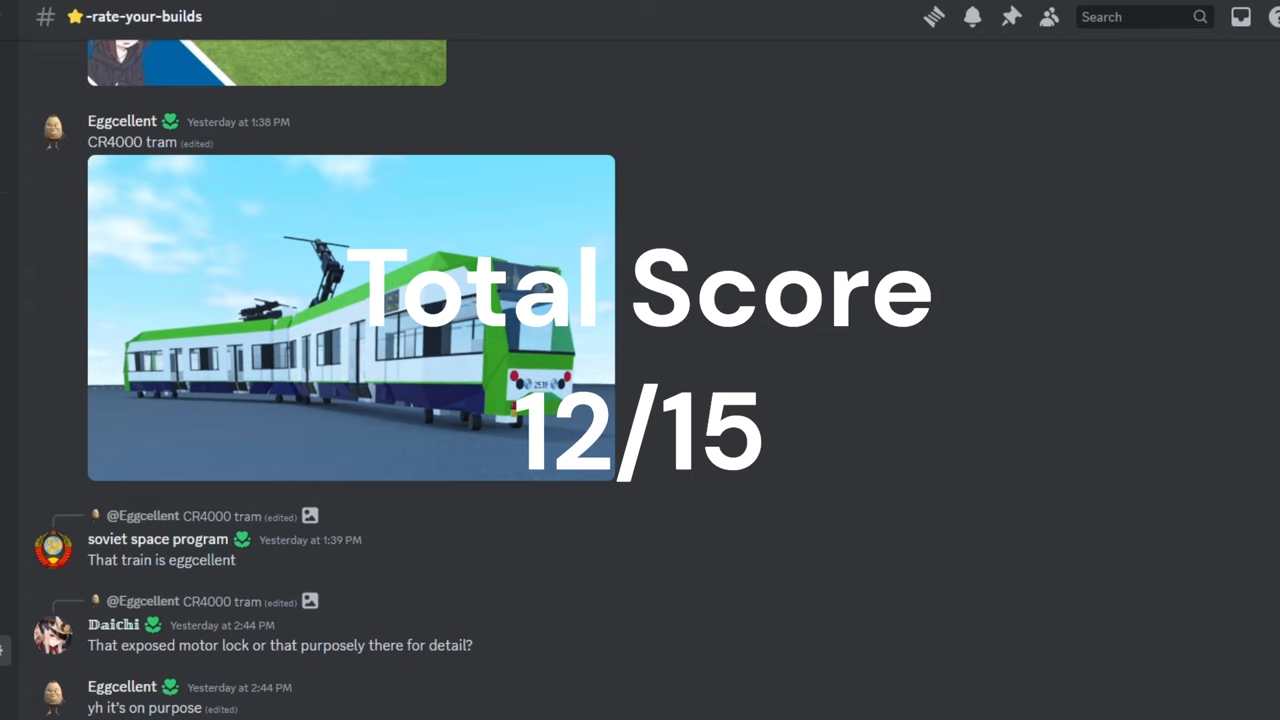 -rate-your-builds
Search
Eggcellent Yesterday at 1:38 PM
CR4000 tram (edited)
Total Score
12/15
@Eggcellent CR4000 tram (edited)
soviet space program Yesterday at 1:39 PM
That train is eggcellent
@Eggcellent CR4000 tram (edited)
𝔻𝕒𝕚𝕔𝕙𝕚 Yesterday at 2:44 PM
That exposed motor lock or that purposely there for detail?
Eggcellent Yesterday at 2:44 PM
yh it's on purpose (edited)